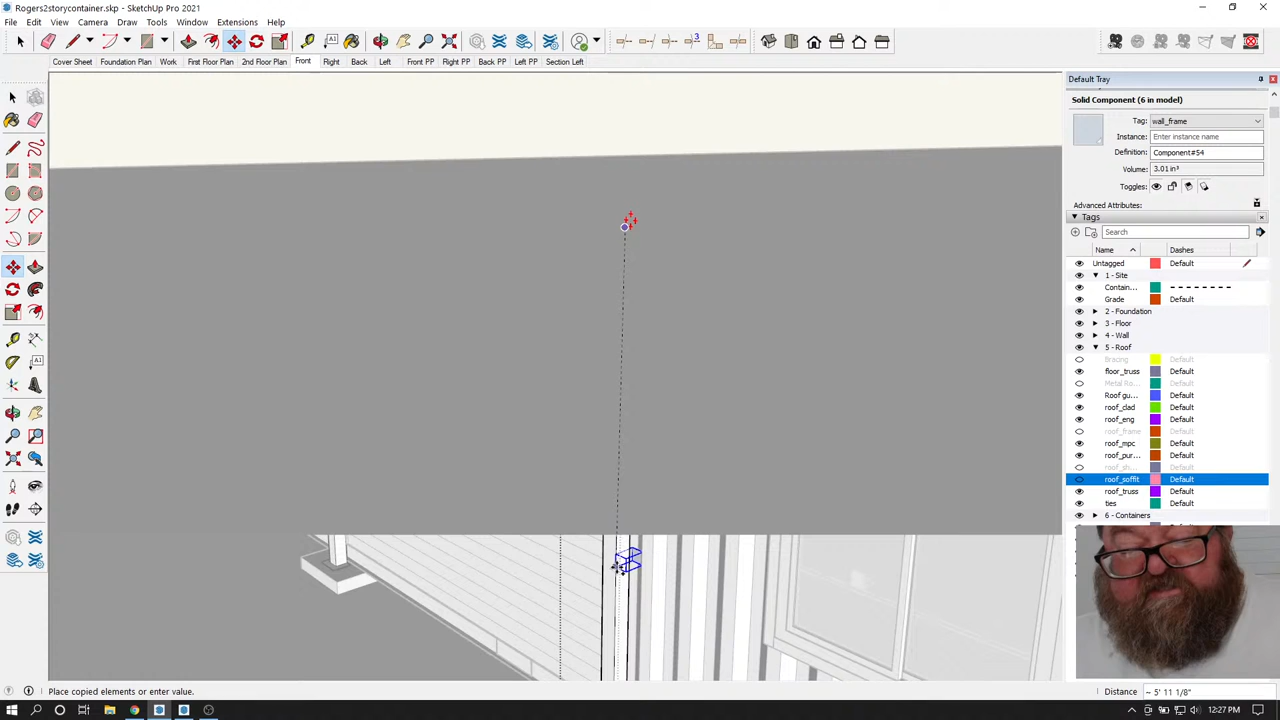 Rogers2storycontainer.skp - SketchUp Pro 2021
File Edit View Camera Draw Tools Window Extensions Help
3
Cover Sheet Foundation Plan Work First Floor Plan 2nd Floor Plan Front Right Back Left Front PP Right PP Back PP Left PP Section Left
Default Tray
Solid Component (6 in model)
Tag: wall_frame
Instance: Enter instance name
Definition: Component#54
Volume: 3.01 in³
Toggles:
Advanced Attributes:
Tags
Search
Name Dashes
Untagged Default
1 - Site
Contain...
Grade Default
2 - Foundation
3 - Floor
4 - Wall
5 - Roof
Bracing Default
floor_truss Default
Metal Ro... Default
Roof gu... Default
roof_clad Default
roof_eng Default
roof_frame Default
roof_mpc Default
roof_pur... Default
roof_sh... Default
roof_soffit Default
roof_truss Default
ties Default
6 - Containers
Place copied elements or enter value.
Distance ~ 5' 11 1/8"
12:27 PM